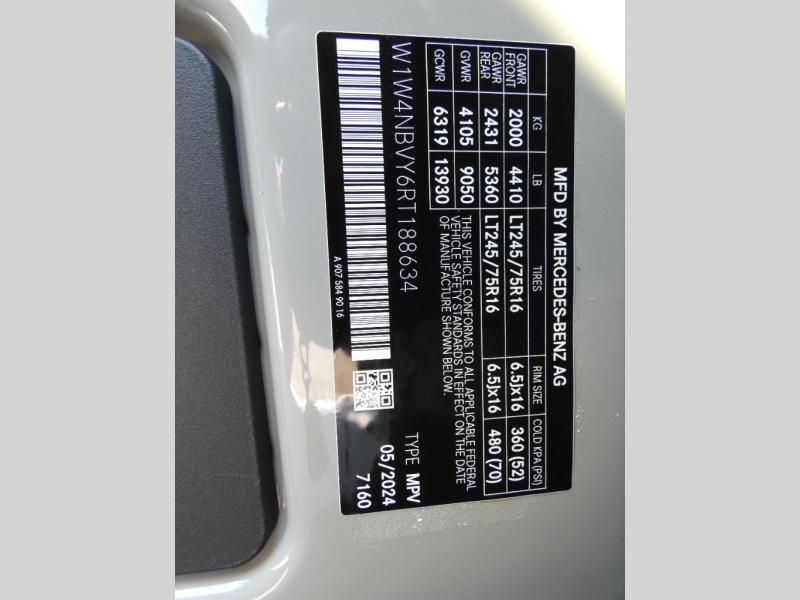 MFD BY MERCEDES-BENZ AG
KG LB TIRES RIM SIZE COLD KPA (PSI)
GAWR FRONT 2000 4410 LT245/75R16 6.5Jx16 360 (52)
GAWR REAR 2431 5360 LT245/75R16 6.5Jx16 480 (70)
GVWR 4105 9050
GCWR 6319 13930
THIS VEHICLE CONFORMS TO ALL APPLICABLE FEDERAL
VEHICLE SAFETY STANDARDS IN EFFECT ON THE DATE
OF MANUFACTURE SHOWN BELOW.
W1W4NBVY6RT188634
TYPE MPV
05/2024
7160
A 907 584 90 16